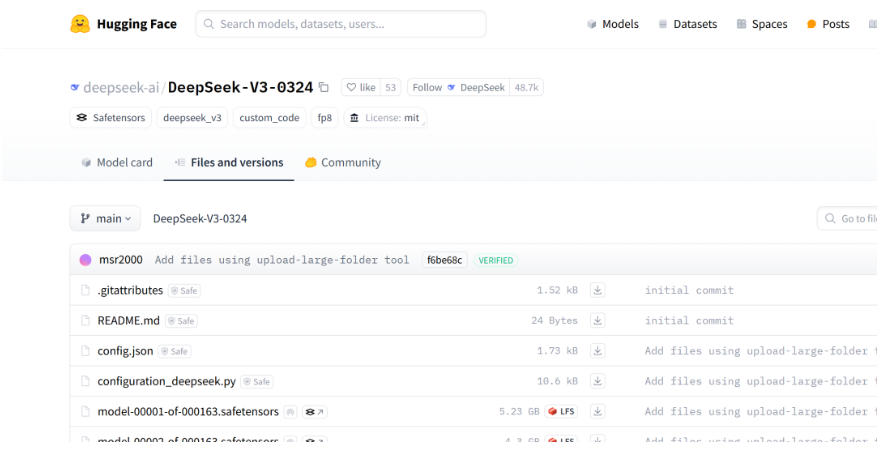 Hugging Face Search models, datasets, users... Models Datasets Spaces Posts
deepseek-ai/DeepSeek-V3-0324 like 53 Follow DeepSeek 48.7k
Safetensors deepseek_v3 custom_code fp8 License: mit
Model card Files and versions Community
main DeepSeek-V3-0324 Go to file
msr2000 Add files using upload-large-folder tool f6be68c VERIFIED
.gitattributes Safe 1.52 kB initial commit
README.md Safe 24 Bytes initial commit
config.json Safe 1.73 kB Add files using upload-large-folder
configuration_deepseek.py Safe 10.6 kB Add files using upload-large-folder
model-00001-of-000163.safetensors 5.23 GB LFS Add files using upload-large-folder
model-00002-of-000163.safetensors 4.3 GB LFS Add files using upload-large-folder